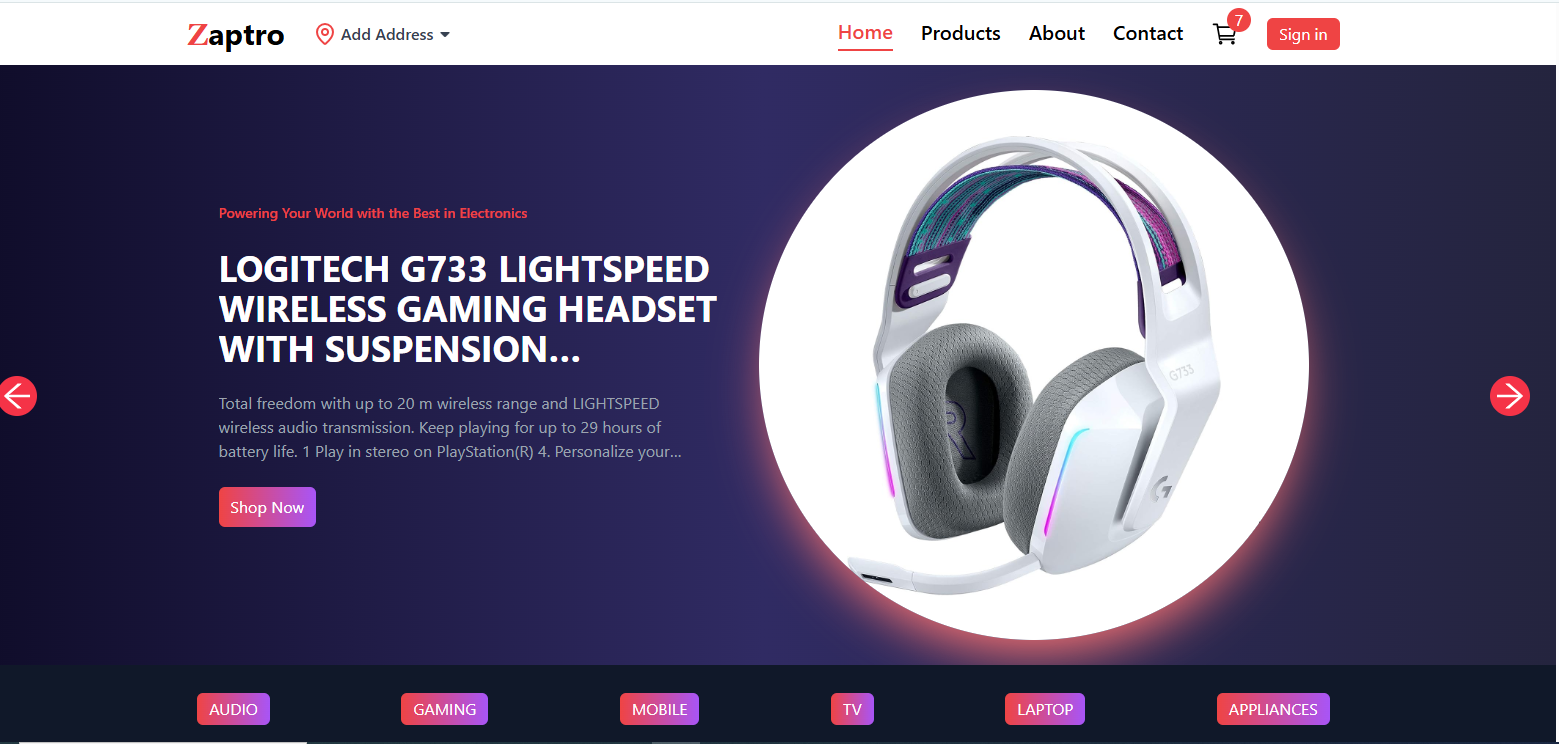 Zaptro
Add Address
Home
Products
About
Contact
7
Sign in
Powering Your World with the Best in Electronics
LOGITECH G733 LIGHTSPEED
WIRELESS GAMING HEADSET
WITH SUSPENSION...
Total freedom with up to 20 m wireless range and LIGHTSPEED
wireless audio transmission. Keep playing for up to 29 hours of
battery life. 1 Play in stereo on PlayStation(R) 4. Personalize your...
Shop Now
G733
R
G
AUDIO
GAMING
MOBILE
TV
LAPTOP
APPLIANCES